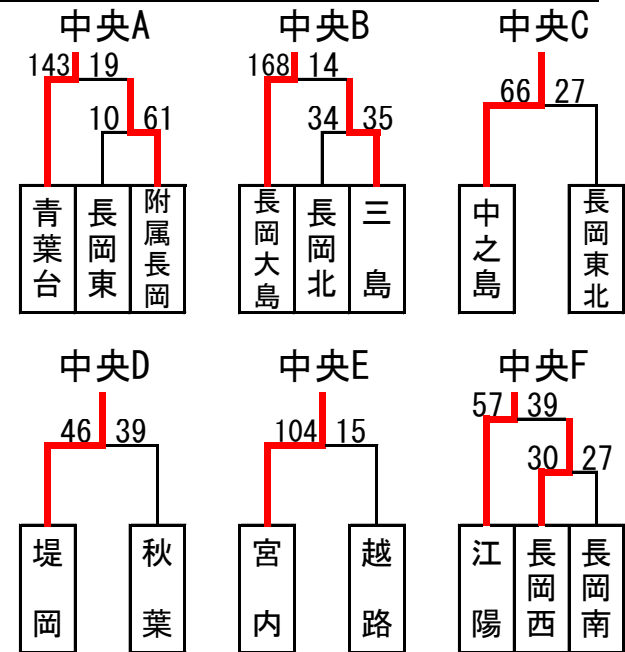 中央A
中央B
中央C
143 19
168 14
66 27
10 61
34 35
青葉台
長岡東
附属長岡
長岡大島
長岡北
三島
中之島
長岡東北
中央D
中央E
中央F
46 39
104 15
57 39
30 27
堤岡
秋葉
宮内
越路
江陽
長岡西
長岡南